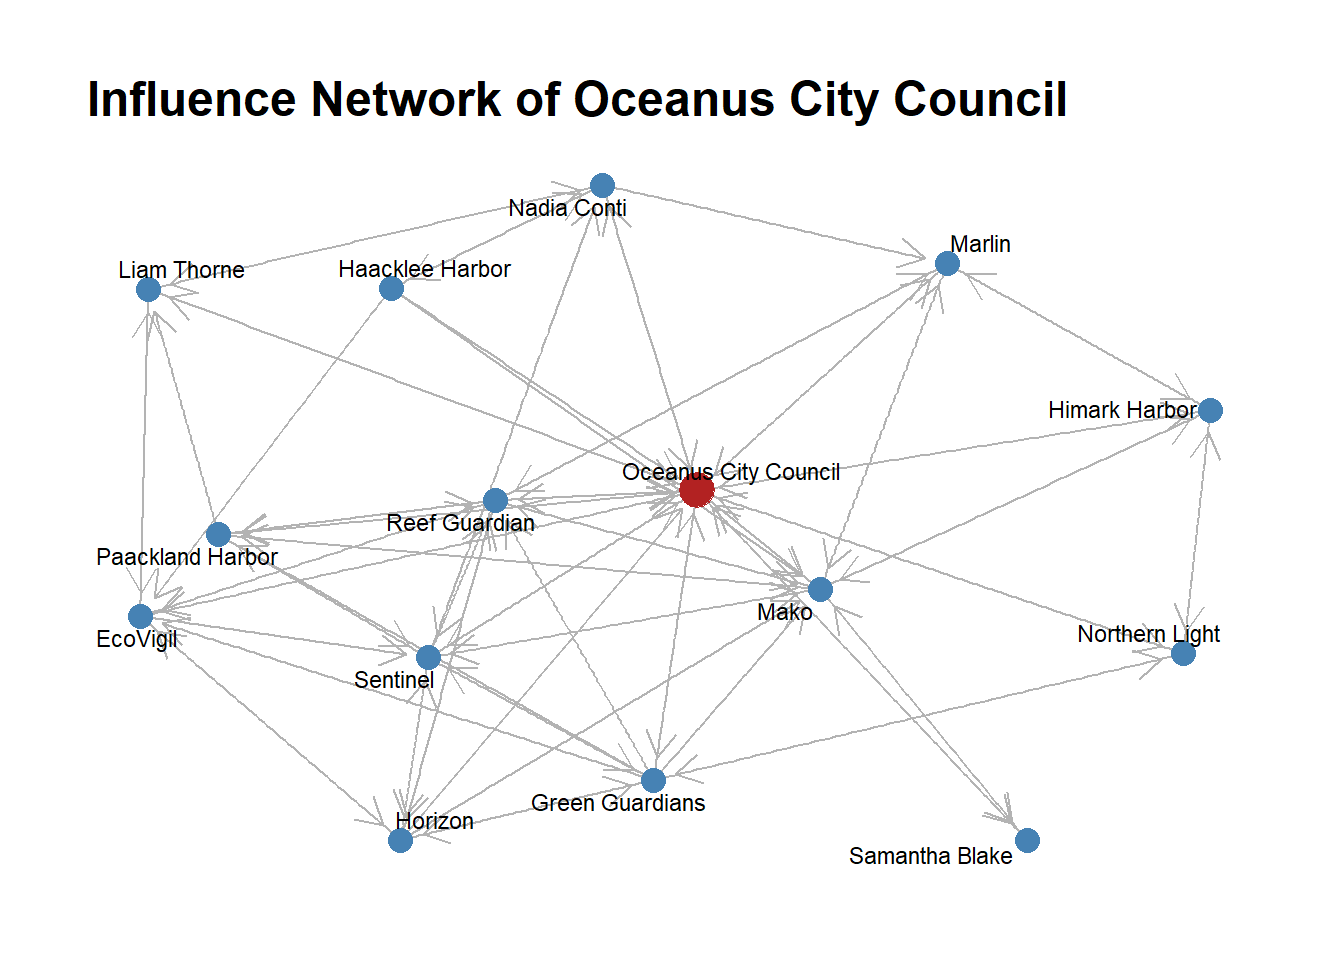 Influence Network of Oceanus City Council
Nadia Conti
Marlin
Liam Thorne
Haacklee Harbor
Himark Harbor
Oceanus City Council
Reef Guardian
Paackland Harbor
Mako
EcoVigil
Northern Light
Sentinel
Green Guardians
Horizon
Samantha Blake